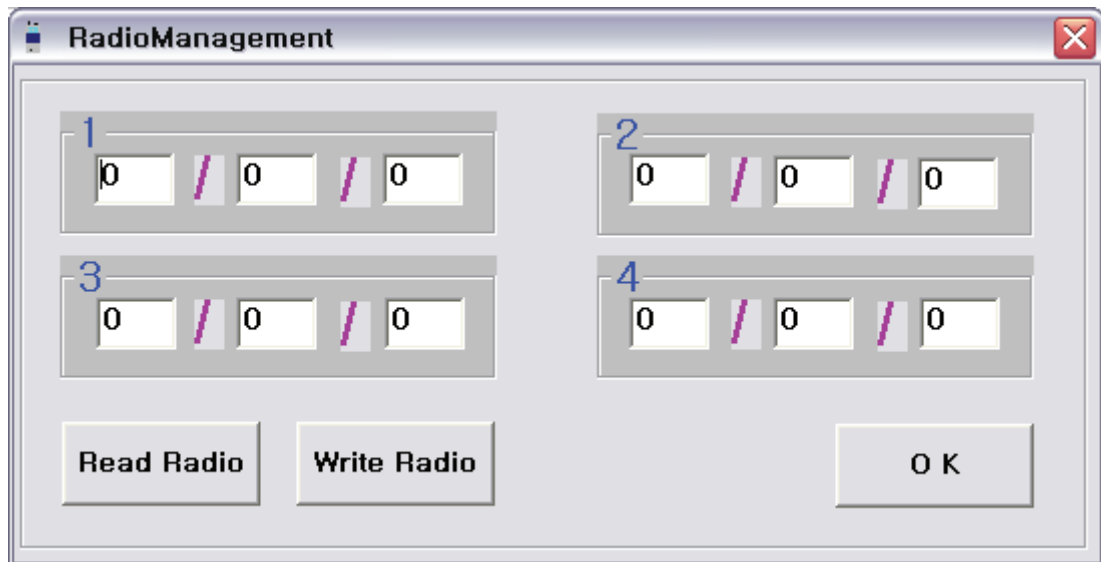 RadioManagement
1 2
0 / 0 / 0 0 / 0 / 0
3 4
0 / 0 / 0 0 / 0 / 0
Read Radio Write Radio O K